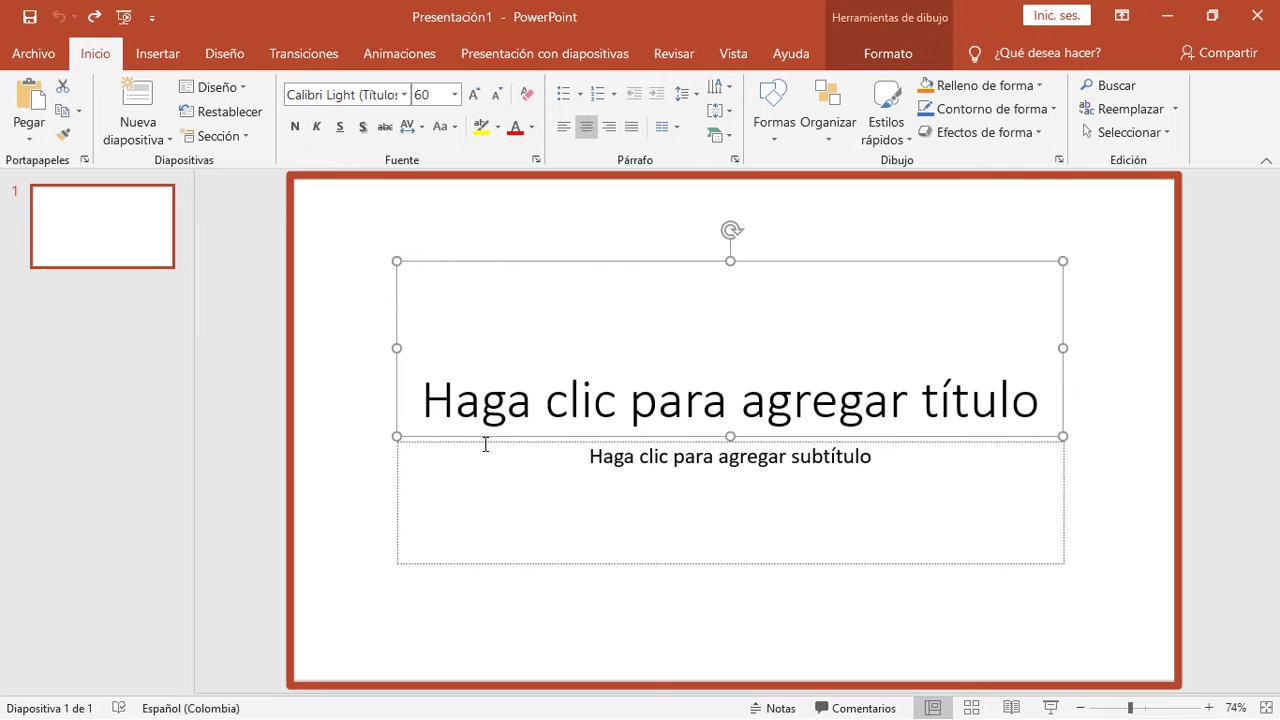 Presentación1 - PowerPoint
Herramientas de dibujo
Inic. ses.
Archivo Inicio Insertar Diseño Transiciones Animaciones Presentación con diapositivas Revisar Vista Ayuda Formato ¿Qué desea hacer? Compartir
Pegar
Portapapeles
Nueva
diapositiva
Diseño
Restablecer
Sección
Diapositivas
Calibri Light (Títulos 60
N K S S abc AV Aa A
Fuente
Párrafo
Formas
Organizar
Estilos
rápidos
Relleno de forma
Contorno de forma
Efectos de forma
Dibujo
Buscar
Reemplazar
Seleccionar
Edición
1
Haga clic para agregar título
Haga clic para agregar subtítulo
Diapositiva 1 de 1 Español (Colombia) Notas Comentarios 74%